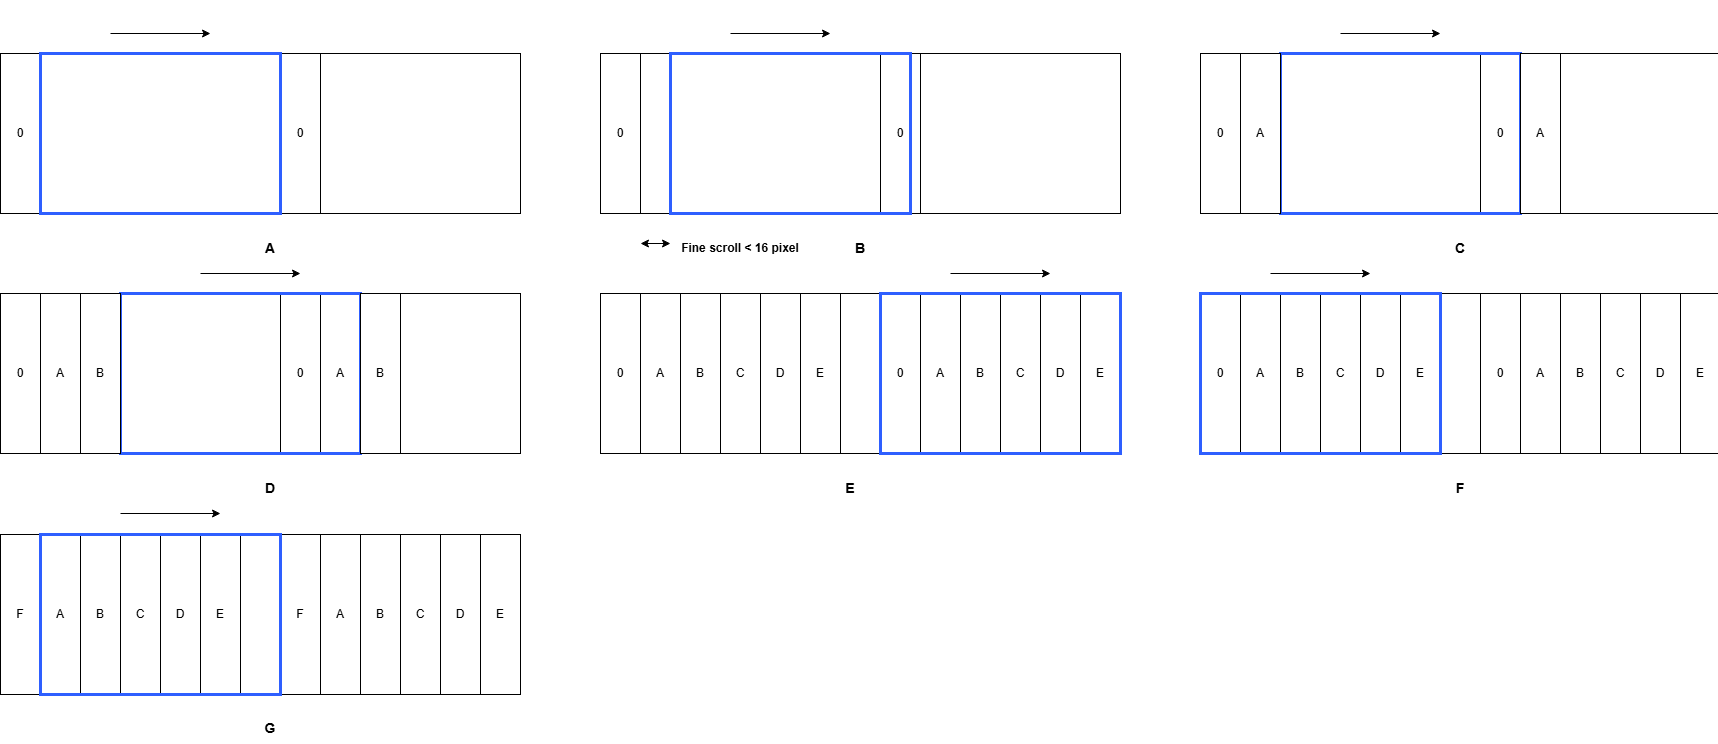 0 0
A
0 0
Fine scroll < 16 pixel
B
0 A 0 A
C
0 A B 0 A B
D
0 A B C D E 0 A B C D E
E
0 A B C D E 0 A B C D E
F
F A B C D E F A B C D E
G